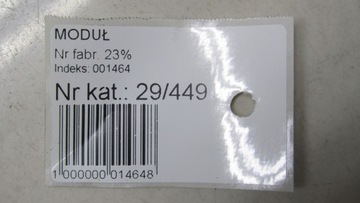 MODUŁ
Nr fabr. 23%
Indeks: 001464
Nr kat.: 29/449
1 000000 014648